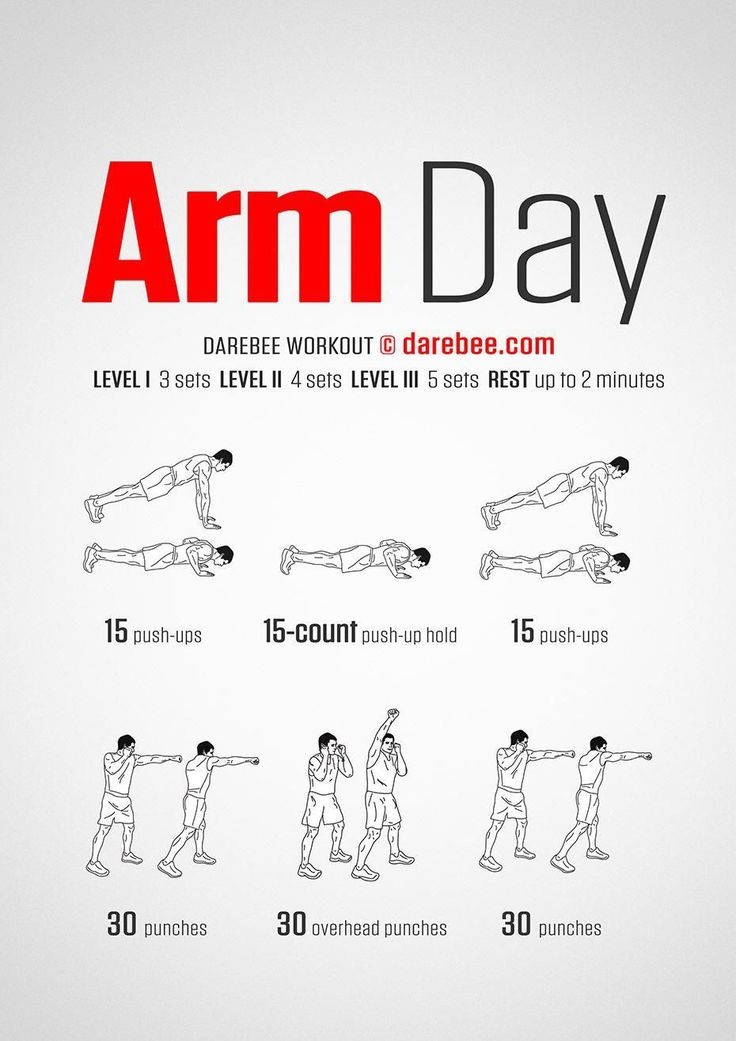 Arm Day
DAREBEE WORKOUT © darebee.com
LEVEL I 3 sets LEVEL II 4 sets LEVEL III 5 sets REST up to 2 minutes
15 push-ups
15-count push-up hold
15 push-ups
30 punches
30 overhead punches
30 punches